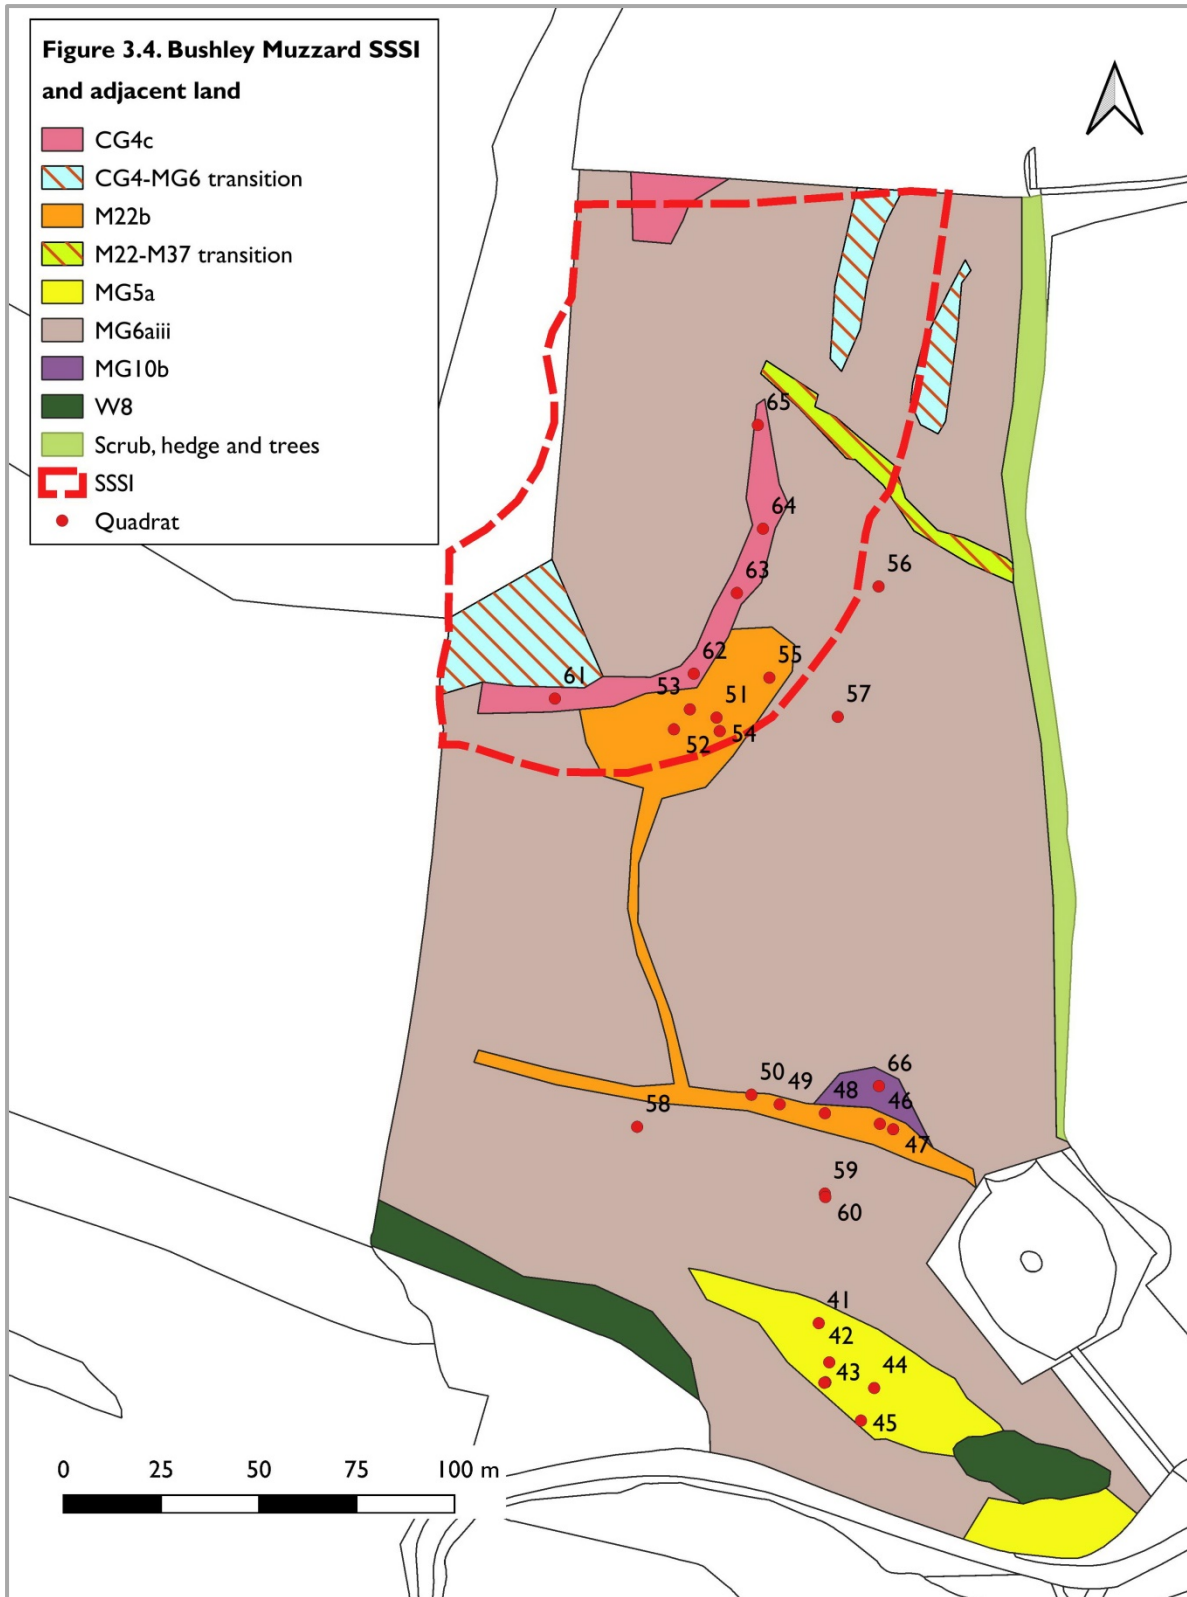 Figure 3.4. Bushley Muzzard SSSI
and adjacent land
CG4c
CG4-MG6 transition
M22b
M22-M37 transition
MG5a
MG6aiii
MG10b
W8
Scrub, hedge and trees
SSSI
Quadrat
65
64
63
56
62
55
61
53
51
57
52
54
66
50
49
48
46
58
47
59
60
41
42
43
44
45
0 25 50 75 100 m